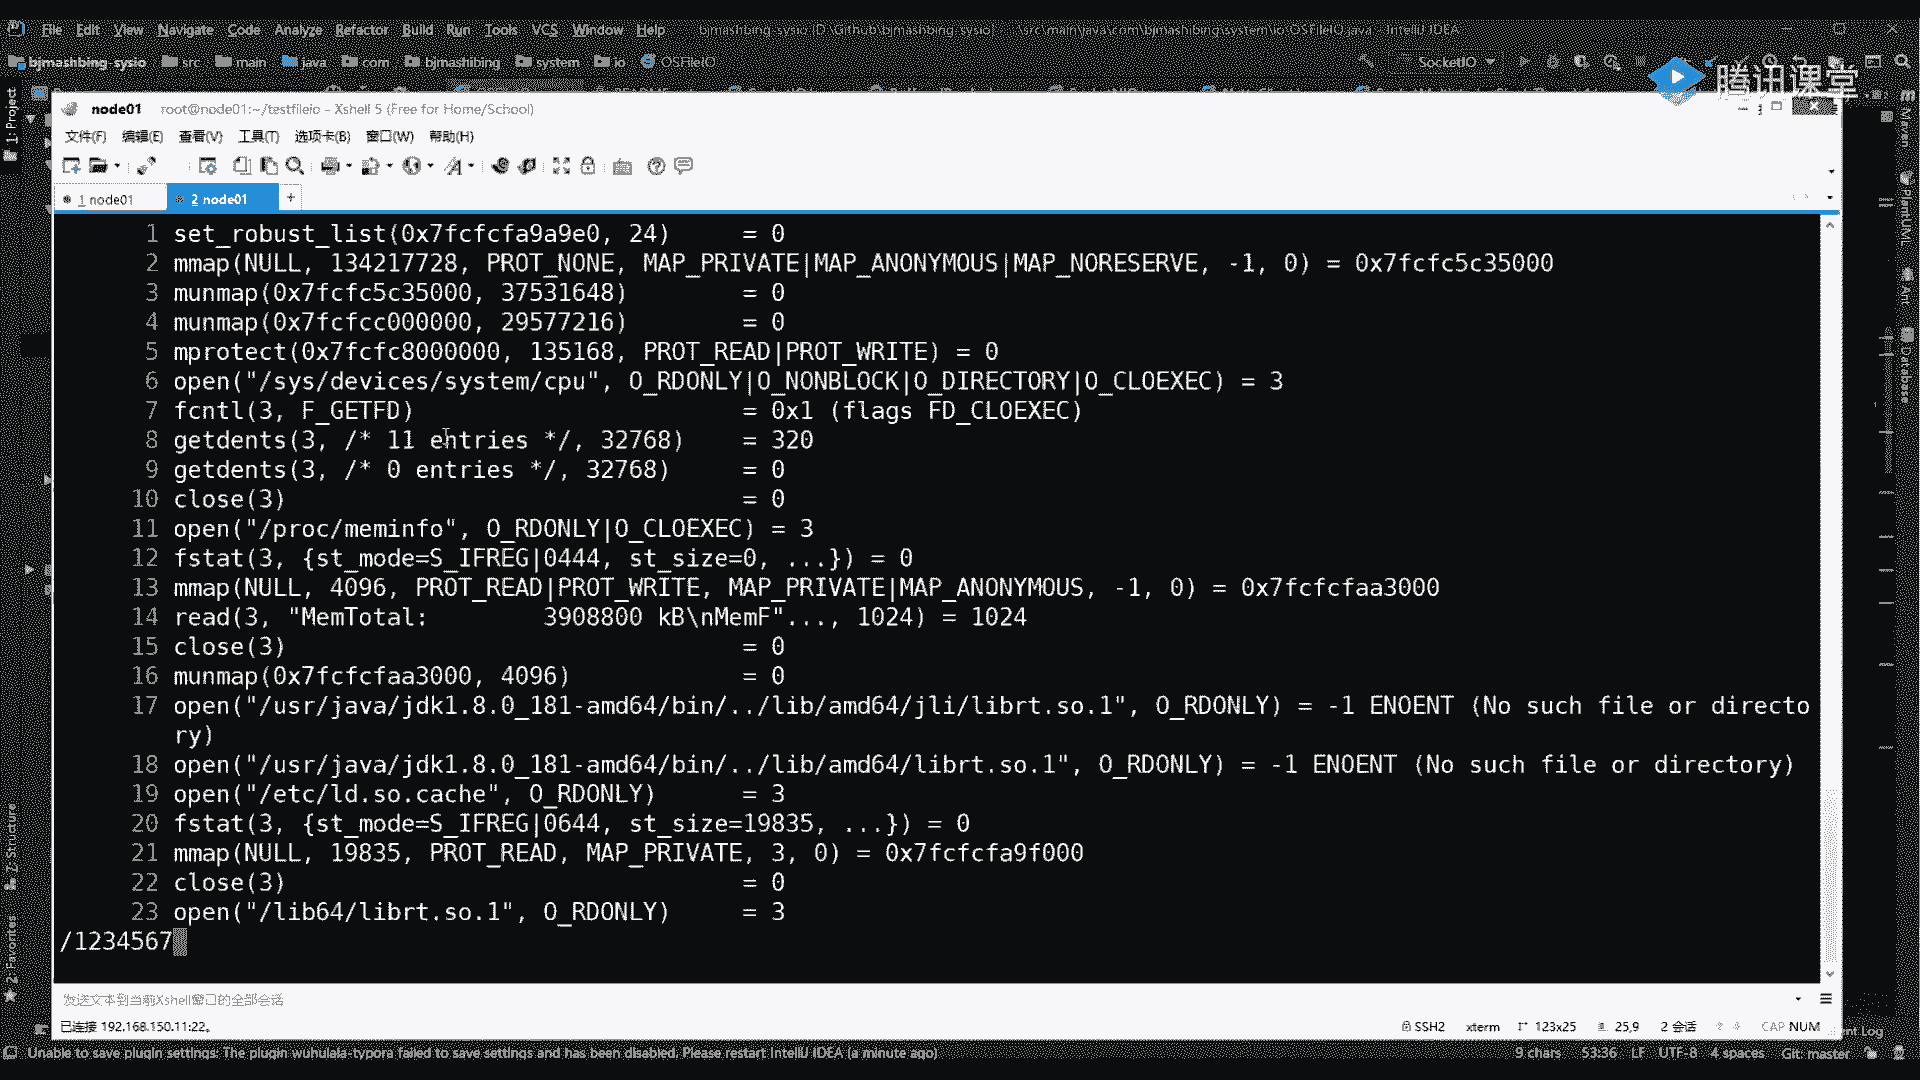 File Edit View Navigate Code Analyze Refactor Build Run Tools VCS Window Help bjmashbing-sysio [D:\Github\bjmashbing-sysio] - ...\src\main\java\com\bjmashibing\system\io\OSFileIO.java - IntelliJ IDEA
bjmashbing-sysio src main java com bjmashibing system io OSFileIO SocketIO
腾讯课堂
1: Project
node01 root@node01:~/testfileio - Xshell 5 (Free for Home/School)
文件(F) 编辑(E) 查看(V) 工具(T) 选项卡(B) 窗口(W) 帮助(H)
1 node01 2 node01 +
1 set_robust_list(0x7fcfcfa9a9e0, 24) = 0
2 mmap(NULL, 134217728, PROT_NONE, MAP_PRIVATE|MAP_ANONYMOUS|MAP_NORESERVE, -1, 0) = 0x7fcfc5c35000
3 munmap(0x7fcfc5c35000, 37531648) = 0
4 munmap(0x7fcfcc000000, 29577216) = 0
5 mprotect(0x7fcfc8000000, 135168, PROT_READ|PROT_WRITE) = 0
6 open("/sys/devices/system/cpu", O_RDONLY|O_NONBLOCK|O_DIRECTORY|O_CLOEXEC) = 3
7 fcntl(3, F_GETFD) = 0x1 (flags FD_CLOEXEC)
8 getdents(3, /* 11 entries */, 32768) = 320
9 getdents(3, /* 0 entries */, 32768) = 0
10 close(3) = 0
11 open("/proc/meminfo", O_RDONLY|O_CLOEXEC) = 3
12 fstat(3, {st_mode=S_IFREG|0444, st_size=0, ...}) = 0
13 mmap(NULL, 4096, PROT_READ|PROT_WRITE, MAP_PRIVATE|MAP_ANONYMOUS, -1, 0) = 0x7fcfcfaa3000
14 read(3, "MemTotal: 3908800 kB\nMemF"..., 1024) = 1024
15 close(3) = 0
16 munmap(0x7fcfcfaa3000, 4096) = 0
17 open("/usr/java/jdk1.8.0_181-amd64/bin/../lib/amd64/jli/librt.so.1", O_RDONLY) = -1 ENOENT (No such file or directo
ry)
18 open("/usr/java/jdk1.8.0_181-amd64/bin/../lib/amd64/librt.so.1", O_RDONLY) = -1 ENOENT (No such file or directory)
19 open("/etc/ld.so.cache", O_RDONLY) = 3
20 fstat(3, {st_mode=S_IFREG|0644, st_size=19835, ...}) = 0
21 mmap(NULL, 19835, PROT_READ, MAP_PRIVATE, 3, 0) = 0x7fcfcfa9f000
22 close(3) = 0
23 open("/lib64/librt.so.1", O_RDONLY) = 3
/1234567
Maven
PlantUML
Ant
Database
7: Structure
2: Favorites
发送文本到当前Xshell窗口的全部会话
已连接 192.168.150.11:22。 SSH2 xterm 123x25 25,9 2 会话 CAP NUM
Unable to save plugin settings: The plugin wuhulala-typora failed to save settings and has been disabled. Please restart IntelliJ IDEA (a minute ago) 9 chars 53:36 LF UTF-8 4 spaces Git: master